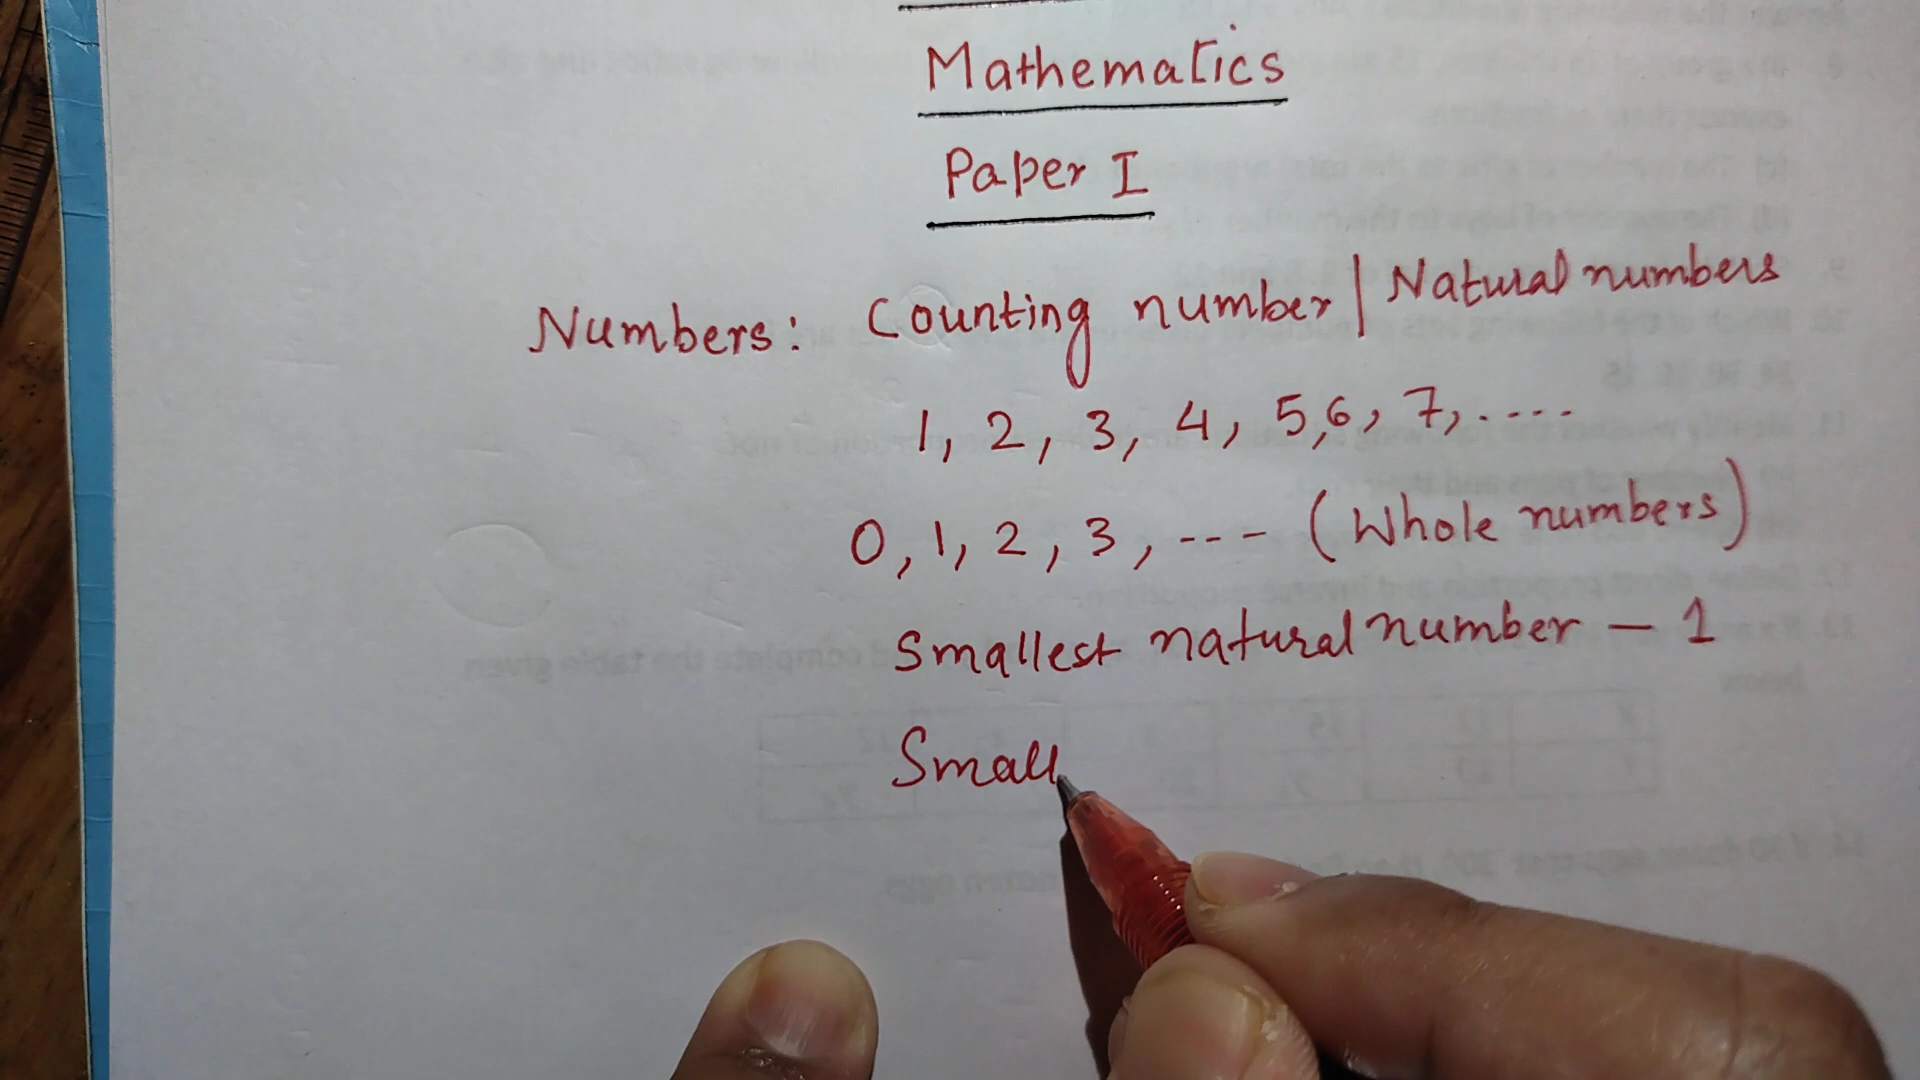 Mathematics
Paper I
Numbers: Counting number | Natural numbers
1, 2, 3, 4, 5, 6, 7, ....
0, 1, 2, 3, --- (Whole numbers)
Smallest natural number - 1
Small